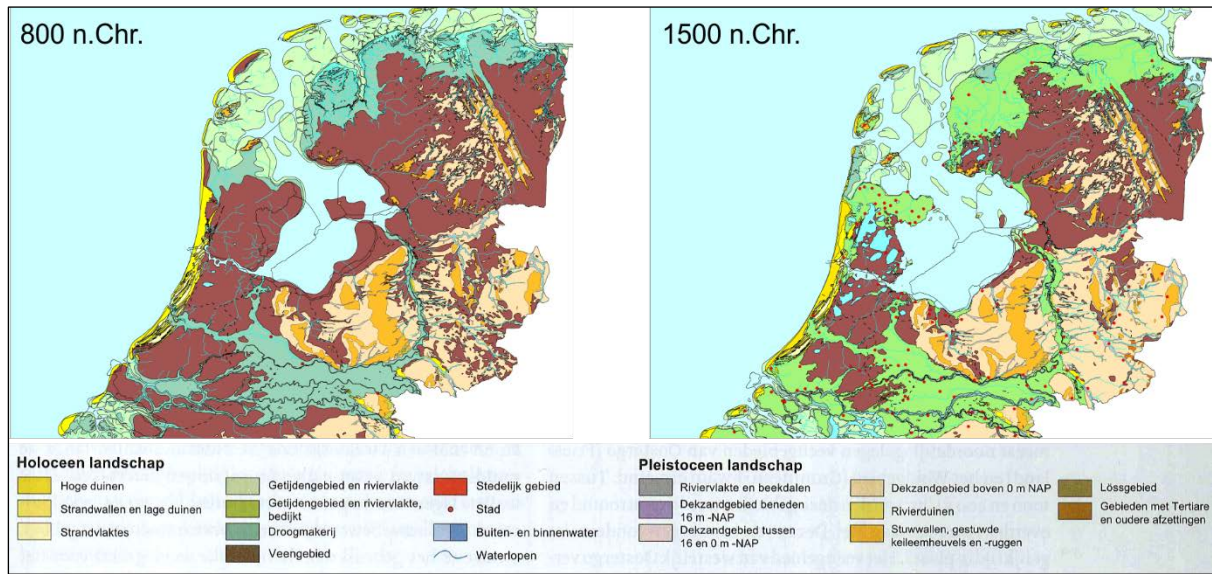 800 n.Chr.
1500 n.Chr.
Holoceen landschap
Hoge duinen
Strandwallen en lage duinen
Strandvlaktes
Getijdengebied en riviervlakte
Getijdengebied en riviervlakte,
bedijkt
Droogmakerij
Veengebied
Stedelijk gebied
Stad
Buiten- en binnenwater
Waterlopen
Pleistoceen landschap
Riviervlakte en beekdalen
Dekzandgebied beneden
16 m -NAP
Dekzandgebied tussen
16 en 0 m -NAP
Dekzandgebied boven 0 m NAP
Rivierduinen
Stuwwallen, gestuwde
keileemheuvels en -ruggen
Lössgebied
Gebieden met Tertiaire
en oudere afzettingen